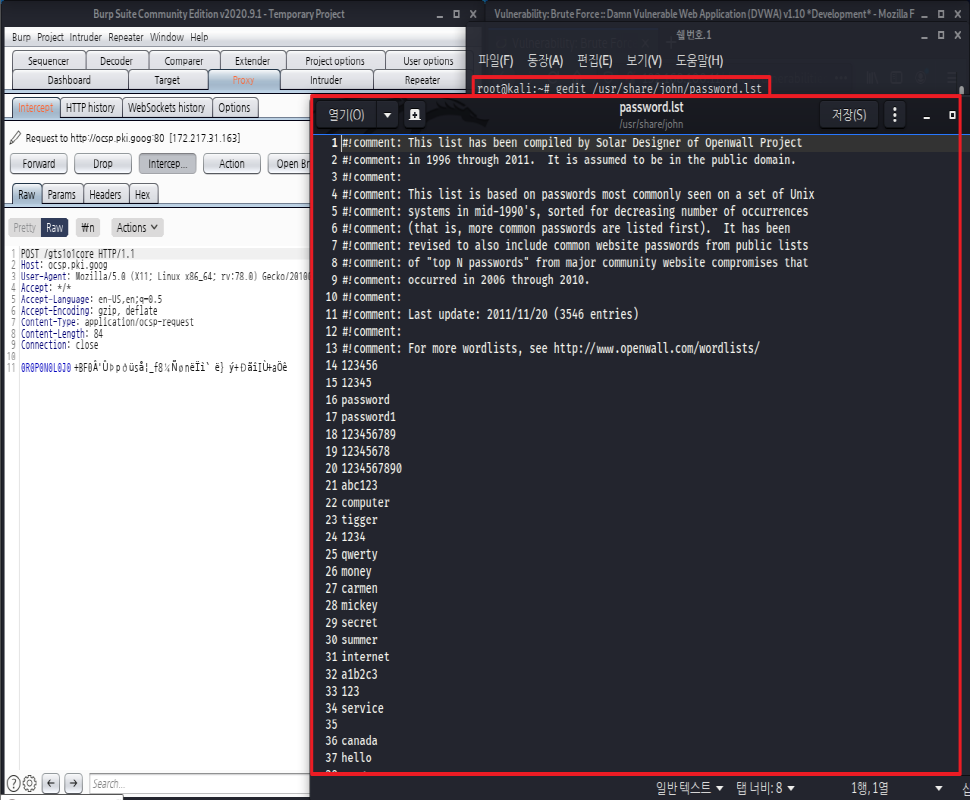 Burp Suite Community Edition v2020.9.1 - Temporary Project
Vulnerability: Brute Force :: Damn Vulnerable Web Application (DVWA) v1.10 *Development* - Mozilla F
Burp Project Intruder Repeater Window Help
Sequencer Decoder Comparer Extender Project options User options
Dashboard Target Proxy Intruder Repeater
Intercept HTTP history WebSockets history Options
Request to http://ocsp.pki.goog:80 [172.217.31.163]
Forward Drop Intercep... Action Open Br
Raw Params Headers Hex
Pretty Raw \n Actions
1 POST /gts1o1core HTTP/1.1
2 Host: ocsp.pki.goog
3 User-Agent: Mozilla/5.0 (X11; Linux x86_64; rv:78.0) Gecko/20100
4 Accept: */*
5 Accept-Language: en-US,en;q=0.5
6 Accept-Encoding: gzip, deflate
7 Content-Type: application/ocsp-request
8 Content-Length: 84
9 Connection: close
10
11
Search...
쉘 번호.1
파일(F) 동장(A) 편집(E) 보기(V) 도움말(H)
root@kali:~# gedit /usr/share/john/password.lst
열기(O)
password.lst
/usr/share/john
저장(S)
1 #!comment: This list has been compiled by Solar Designer of Openwall Project
2 #!comment: in 1996 through 2011. It is assumed to be in the public domain.
3 #!comment:
4 #!comment: This list is based on passwords most commonly seen on a set of Unix
5 #!comment: systems in mid-1990's, sorted for decreasing number of occurrences
6 #!comment: (that is, more common passwords are listed first). It has been
7 #!comment: revised to also include common website passwords from public lists
8 #!comment: of "top N passwords" from major community website compromises that
9 #!comment: occurred in 2006 through 2010.
10 #!comment:
11 #!comment: Last update: 2011/11/20 (3546 entries)
12 #!comment:
13 #!comment: For more wordlists, see http://www.openwall.com/wordlists/
14 123456
15 12345
16 password
17 password1
18 123456789
19 12345678
20 1234567890
21 abc123
22 computer
23 tigger
24 1234
25 qwerty
26 money
27 carmen
28 mickey
29 secret
30 summer
31 internet
32 a1b2c3
33 123
34 service
35
36 canada
37 hello
일반 텍스트 탭 너비: 8 1행, 1열